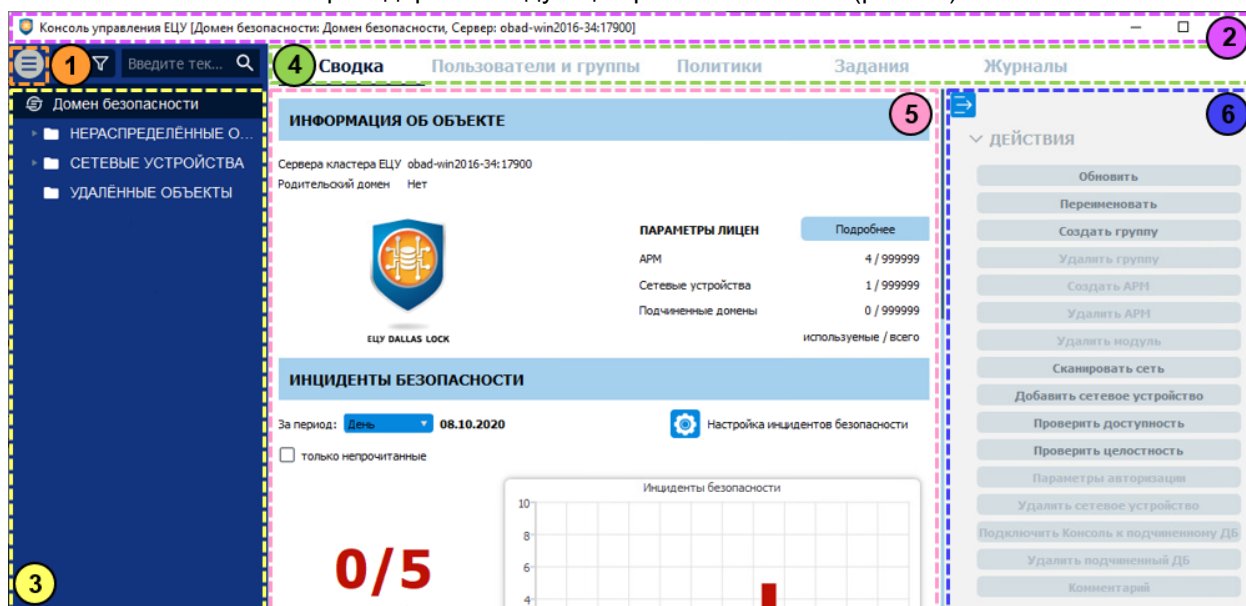 Консоль управления ЕЦУ [Домен безопасности: Домен безопасности, Сервер: obad-win2016-34:17900]
2
1
Введите тек...
4
Сводка
Пользователи и группы
Политики
Задания
Журналы
Домен безопасности
НЕРАСПРЕДЕЛЁННЫЕ О...
СЕТЕВЫЕ УСТРОЙСТВА
УДАЛЁННЫЕ ОБЪЕКТЫ
3
ИНФОРМАЦИЯ ОБ ОБЪЕКТЕ
5
Сервера кластера ЕЦУ obad-win2016-34:17900
Родительский домен Нет
ЕЦУ DALLAS LOCK
ПАРАМЕТРЫ ЛИЦЕН
Подробнее
АРМ 4 / 999999
Сетевые устройства 1 / 999999
Подчиненные домены 0 / 999999
используемые / всего
ИНЦИДЕНТЫ БЕЗОПАСНОСТИ
За период: День 08.10.2020
Настройка инцидентов безопасности
только непрочитанные
0/5
Инциденты безопасности
10
8
6
4
6
ДЕЙСТВИЯ
Обновить
Переименовать
Создать группу
Удалить группу
Создать АРМ
Удалить АРМ
Удалить модуль
Сканировать сеть
Добавить сетевое устройство
Проверить доступность
Проверить целостность
Параметры авторизации
Удалить сетевое устройство
Подключить Консоль к подчиненному ДБ
Удалить подчиненный ДБ
Комментарий